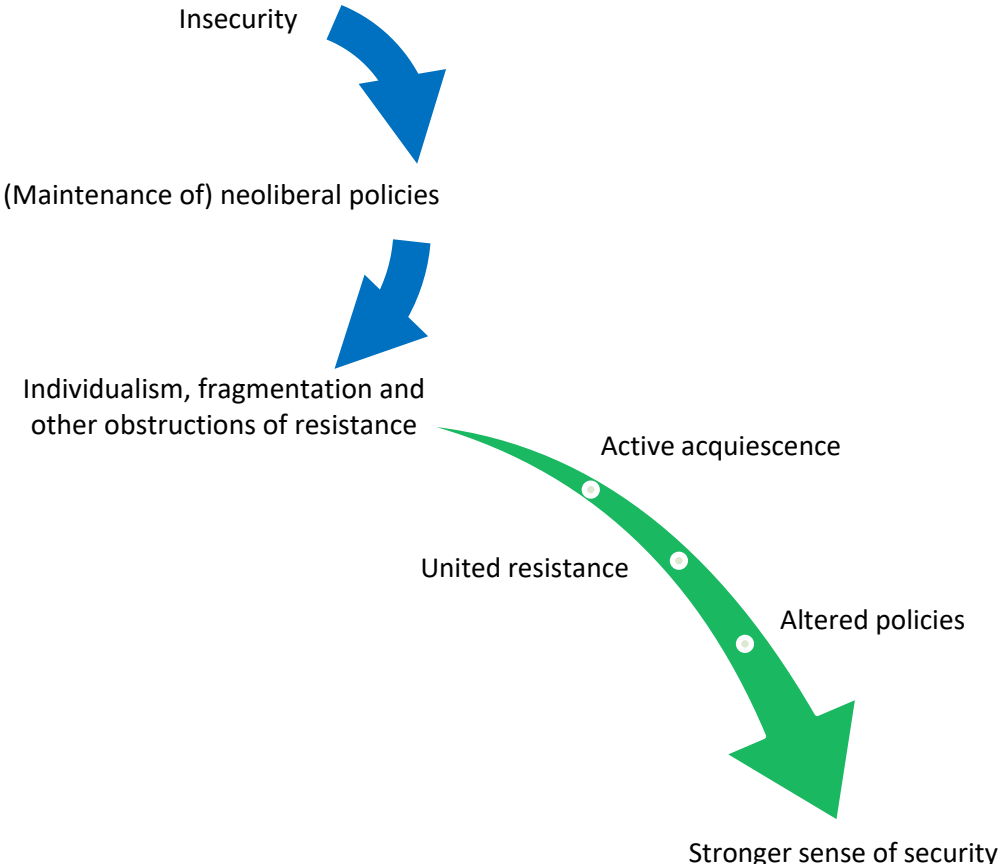 Insecurity
(Maintenance of) neoliberal policies
Individualism, fragmentation and
other obstructions of resistance
Active acquiescence
United resistance
Altered policies
Stronger sense of security